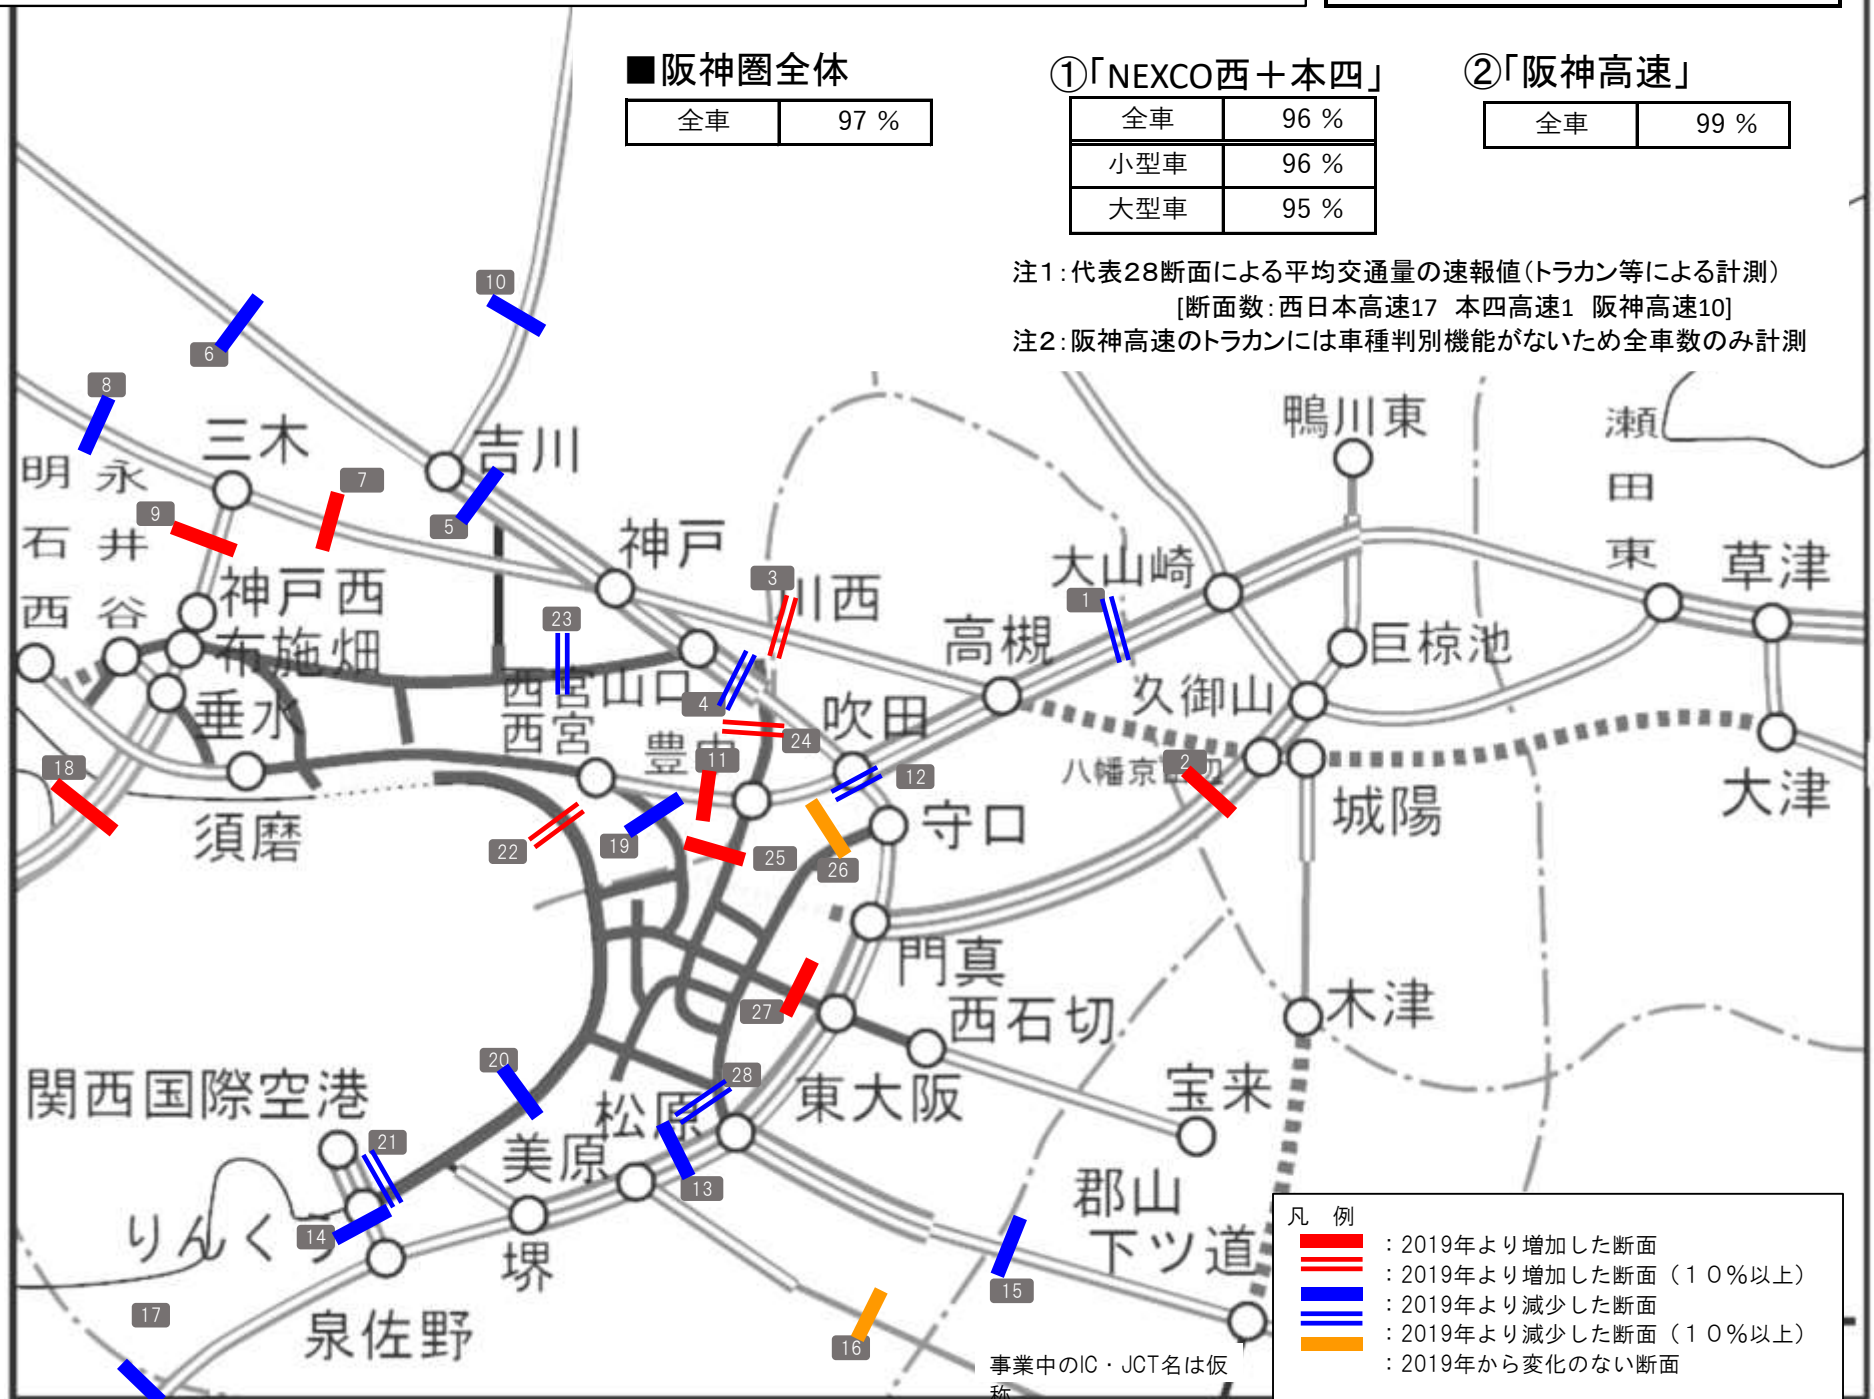 ■阪神圏全体
全車 97 %
①「NEXCO西＋本四」
全車 96 %
小型車 96 %
大型車 95 %
②「阪神高速」
全車 99 %
注１：代表２８断面による平均交通量の速報値（トラカン等による計測）
[断面数：西日本高速17 本四高速1 阪神高速10]
注２：阪神高速のトラカンには車種判別機能がないため全車数のみ計測
10
6
8
三木
吉川
鴨川東
瀬田東
明石西
永井谷
7
9
5
神戸
大山崎
草津
3
川西
1
神戸西
23
高槻
巨椋池
布施畑
西宮山口
4
久御山
垂水
西宮
吹田
24
豊中
11
12
2
18
八幡京田辺
大津
須磨
22
19
守口
城陽
25
26
門真
27
西石切
木津
20
28
東大阪
宝来
関西国際空港
松原
21
美原
13
郡山
りんくう
14
堺
下ツ道
15
17
泉佐野
16
事業中のIC・JCT名は仮
称
凡 例
：2019年より増加した断面
：2019年より増加した断面（１０％以上）
：2019年より減少した断面
：2019年より減少した断面（１０％以上）
：2019年から変化のない断面